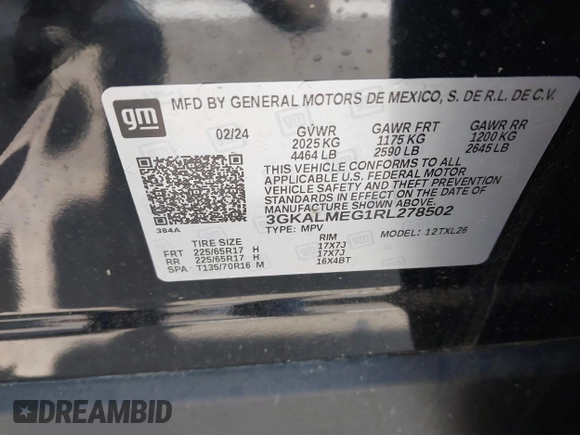 gm
MFD BY GENERAL MOTORS DE MEXICO, S. DE R.L. DE C.V.
02/24 GVWR GAWR FRT GAWR RR
2025 KG 1175 KG 1200 KG
4464 LB 2590 LB 2645 LB
THIS VEHICLE CONFORMS TO ALL
APPLICABLE U.S. FEDERAL MOTOR
VEHICLE SAFETY AND THEFT PREVENTION
STANDARDS IN EFFECT ON THE DATE OF
MANUFACTURE SHOWN ABOVE.
3GKALMEG1RL278502
384A
TYPE: MPV MODEL: 12TXL26
TIRE SIZE RIM
FRT 225/65R17 H 17X7J
RR 225/65R17 H 17X7J
SPA T135/70R16 M 16X4BT
DREAMBID